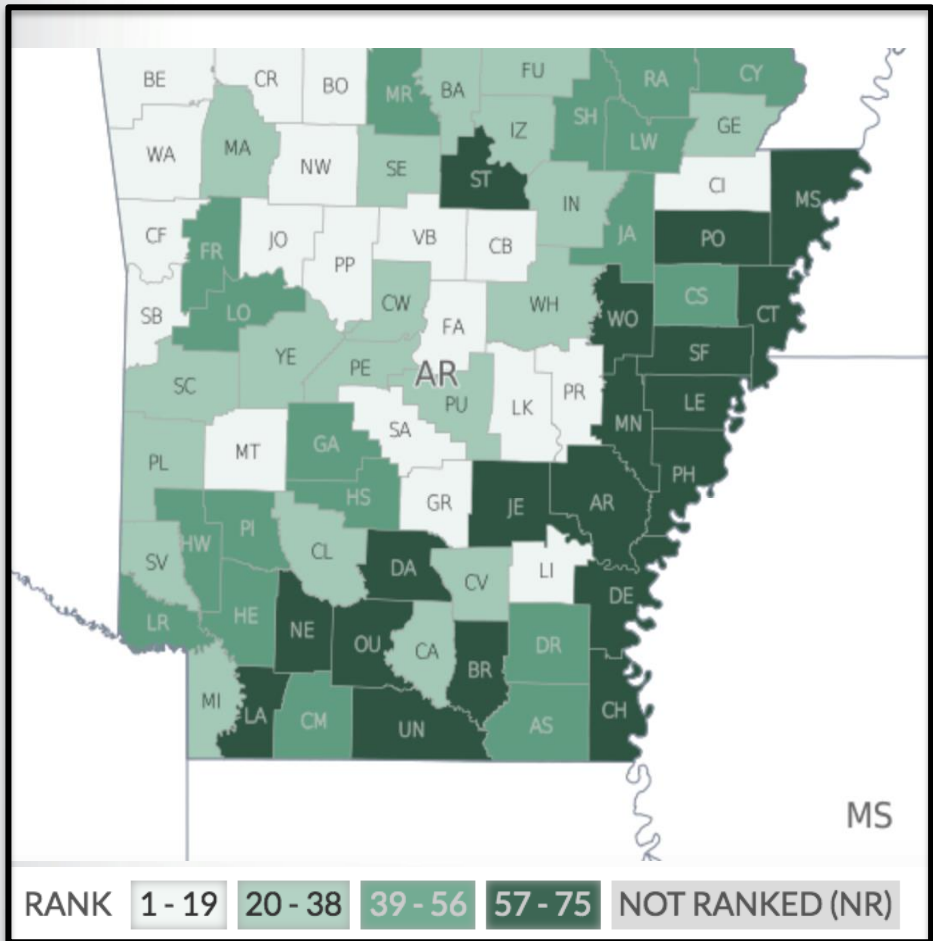 BE CR BO MR BA FU RA CY
WA MA NW SE IZ SH LW GE
ST IN CI MS
CF FR JO PP VB CB JA PO
SB LO CW FA WH WO CS CT
SC YE PE AR PU LK PR SF
PL MT GA SA MN LE
HS GR JE AR PH
HW PI CL DA CV LI DE
SV LR HE NE OU CA BR DR
MI LA CM UN AS CH
MS
RANK 1 - 19 20 - 38 39 - 56 57 - 75 NOT RANKED (NR)